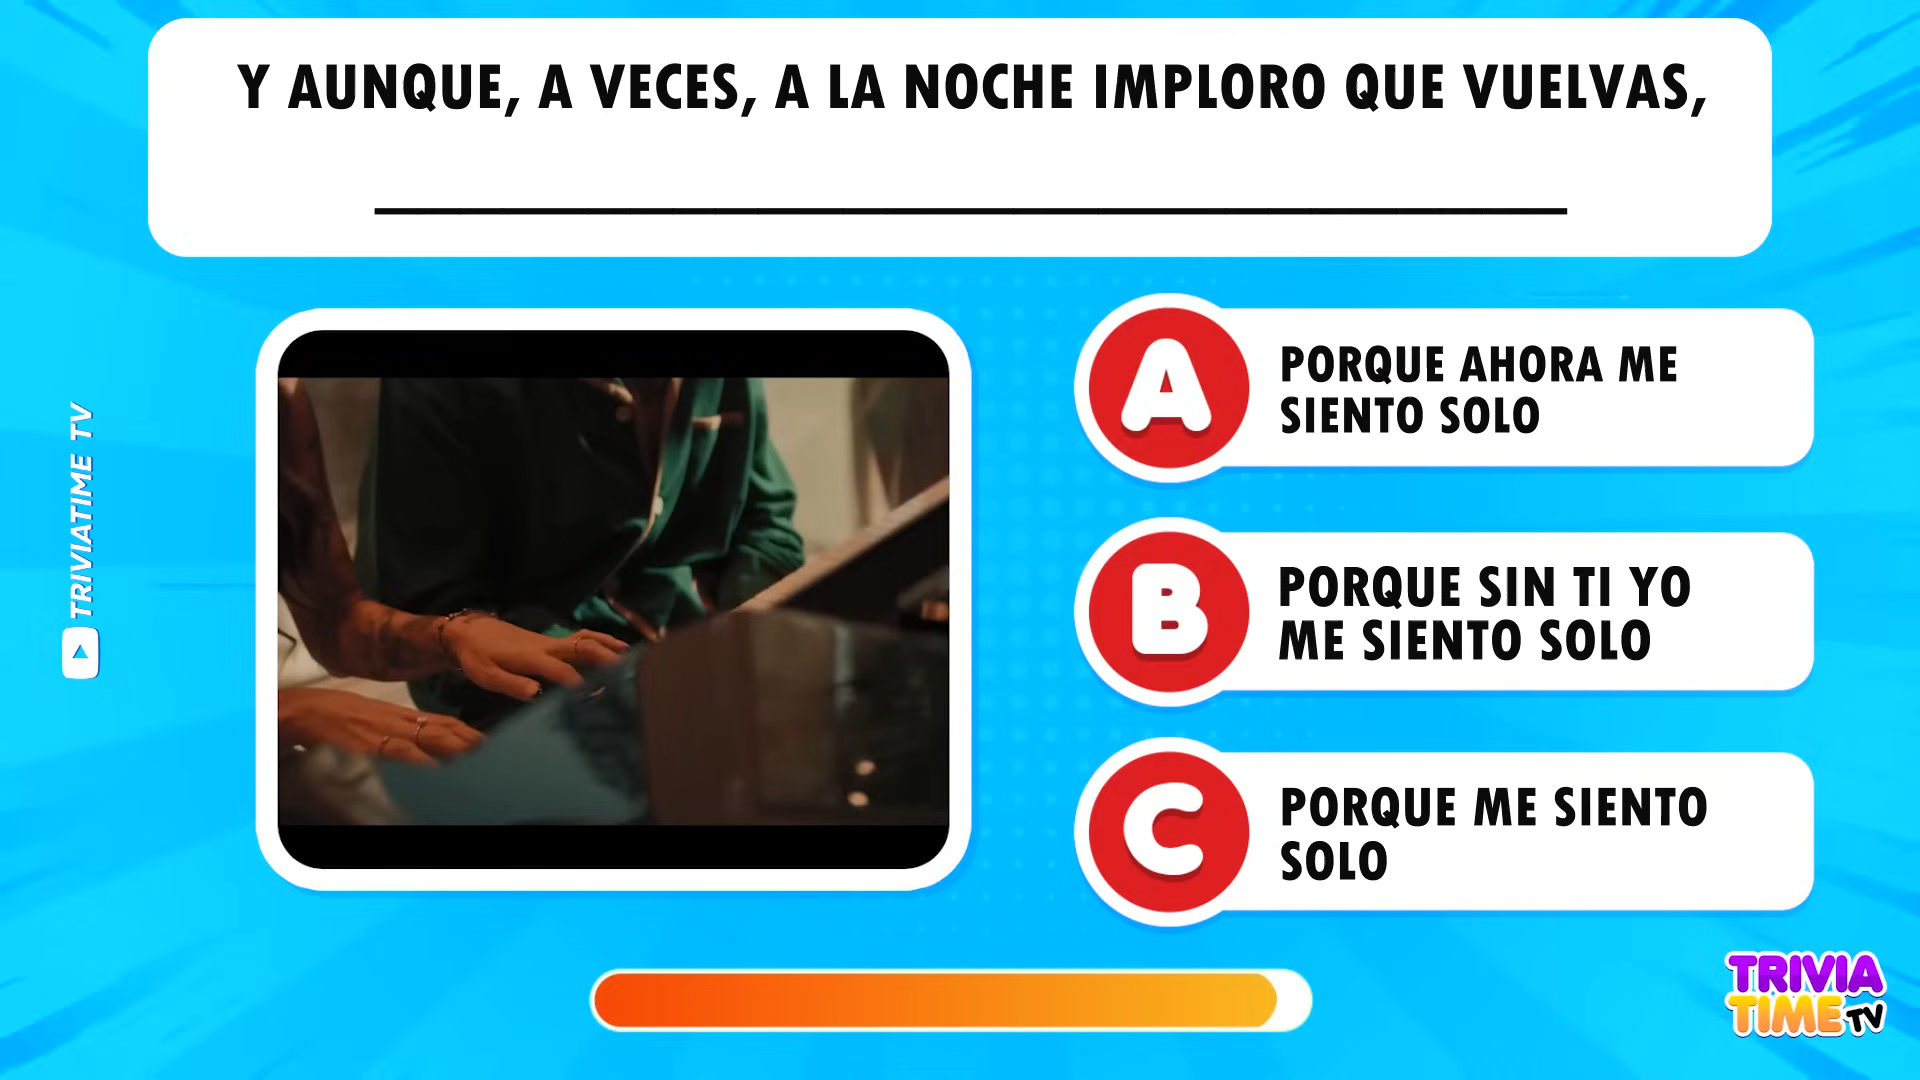 Y AUNQUE, A VECES, A LA NOCHE IMPLORO QUE VUELVAS,
A
PORQUE AHORA ME
SIENTO SOLO
B
PORQUE SIN TI YO
ME SIENTO SOLO
C
PORQUE ME SIENTO
SOLO
TRIVIATIME TV
TRIVIA
TIME TV